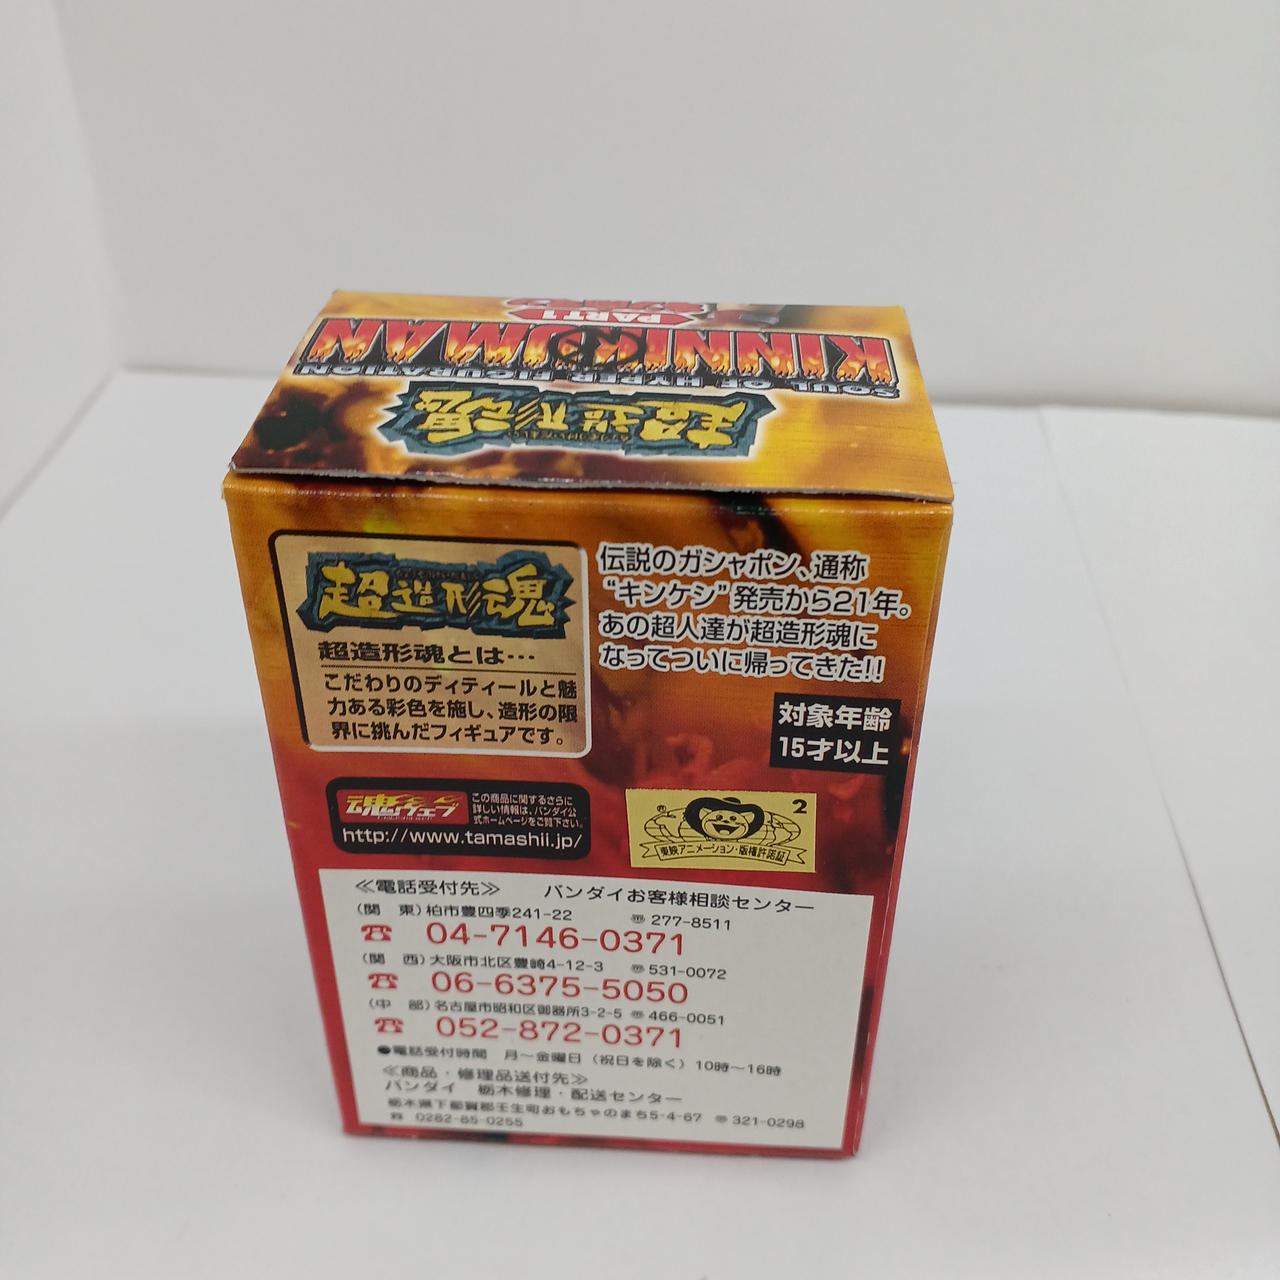 PART1
KINNIKUMAN
SOUL OF HYPER FIGURATION
超造形魂
超造形魂
超造形魂とは…
こだわりのディティールと魅
力ある彩色を施し、造形の限
界に挑んだフィギュアです。
伝説のガシャポン、通称
“キンケシ”発売から21年。
あの超人達が超造形魂に
なってついに帰ってきた!!
対象年齢
15才以上
魂ウェブ
この商品に関するさらに
詳しい情報は、バンダイ公
式ホームページをご覧下さい。
http://www.tamashii.jp/
® 2
東映アニメーション・版権許諾証
≪電話受付先≫ バンダイお客様相談センター
(関 東)柏市豊四季241-22 〠277-8511
☎ 04-7146-0371
(関 西)大阪市北区豊崎4-12-3 〠531-0072
☎ 06-6375-5050
(中 部)名古屋市昭和区御器所3-2-5 〠466-0051
☎ 052-872-0371
●電話受付時間 月〜金曜日(祝日を除く)10時〜16時
≪商品・修理品送付先≫
バンダイ 栃木修理・配送センター
栃木県下都賀郡壬生町おもちゃのまち5-4-67 〠321-0298
☎ 0282-85-0255